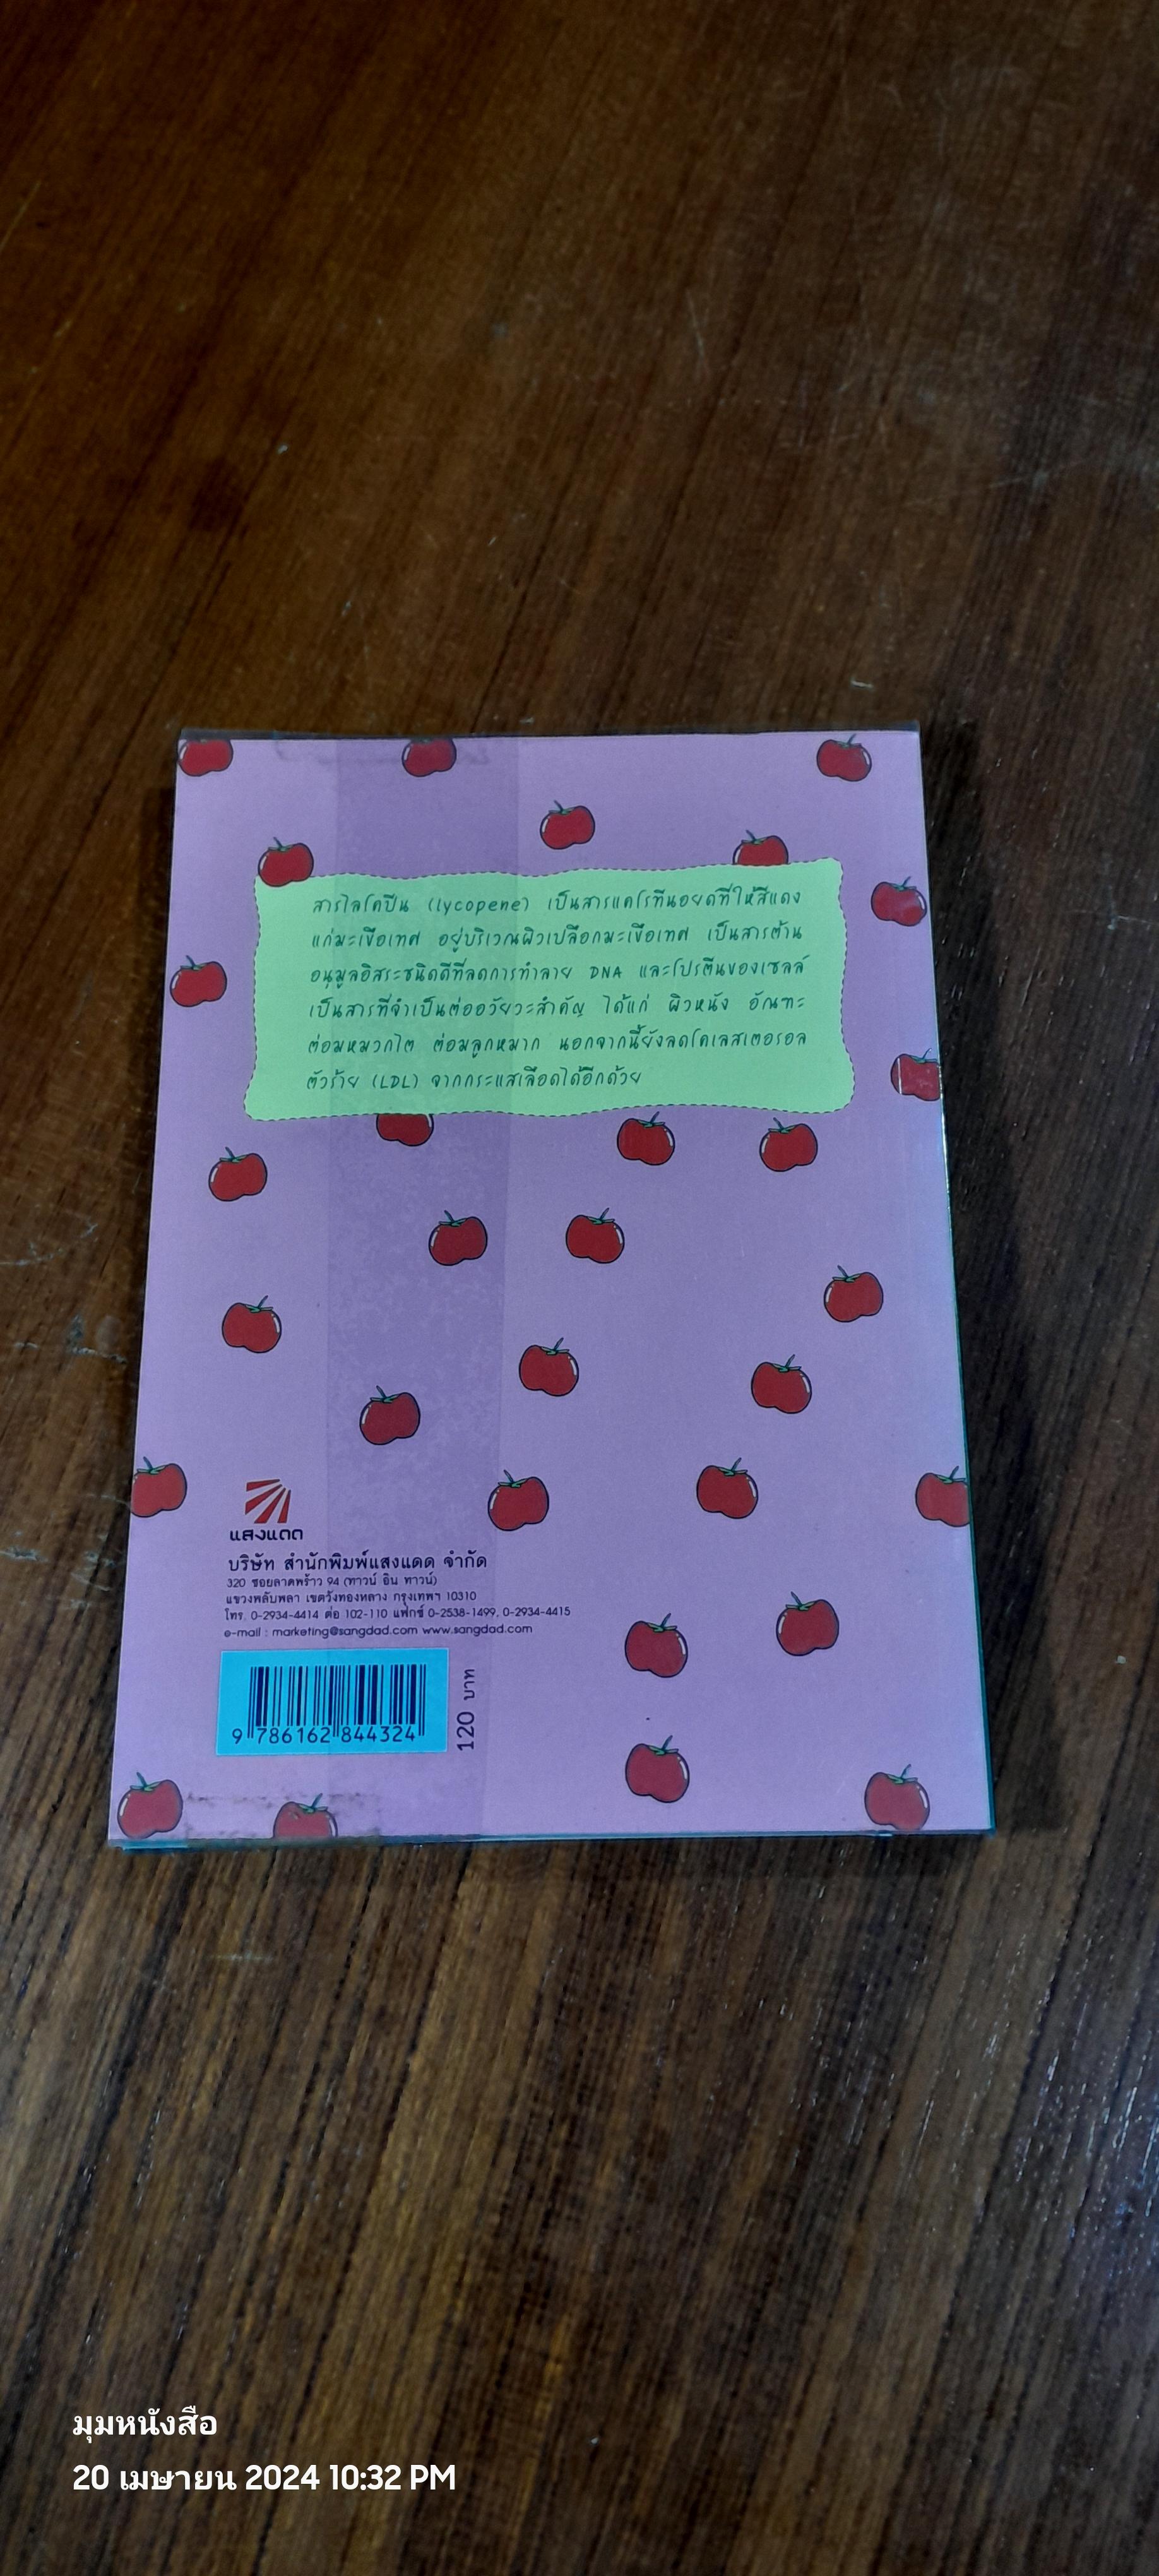 สารไลโคปีน (lycopene) เป็นสารแคโรทีนอยด์ที่ให้สีแดง
แก่มะเขือเทศ อยู่บริเวณผิวเปลือกมะเขือเทศ เป็นสารต้าน
อนุมูลอิสระชนิดดีที่ลดการทำลาย DNA และโปรตีนของเซลล์
เป็นสารที่จำเป็นต่ออวัยวะสำคัญ ได้แก่ ผิวหนัง อัณฑะ
ต่อมหมวกไต ต่อมลูกหมาก นอกจากนี้ยังลดโคเลสเตอรอล
ตัวร้าย (LDL) จากกระแสเลือดได้อีกด้วย
แสงแดด
บริษัท สำนักพิมพ์แสงแดด จำกัด
320 ซอยลาดพร้าว 94 (ทาวน์ อิน ทาวน์)
แขวงพลับพลา เขตวังทองหลาง กรุงเทพฯ 10310
โทร. 0-2934-4414 ต่อ 102-110 แฟกซ์ 0-2538-1499, 0-2934-4415
e-mail : marketing@sangdad.com www.sangdad.com
9 786162 844324
120 บาท
มุมหนังสือ
20 เมษายน 2024 10:32 PM